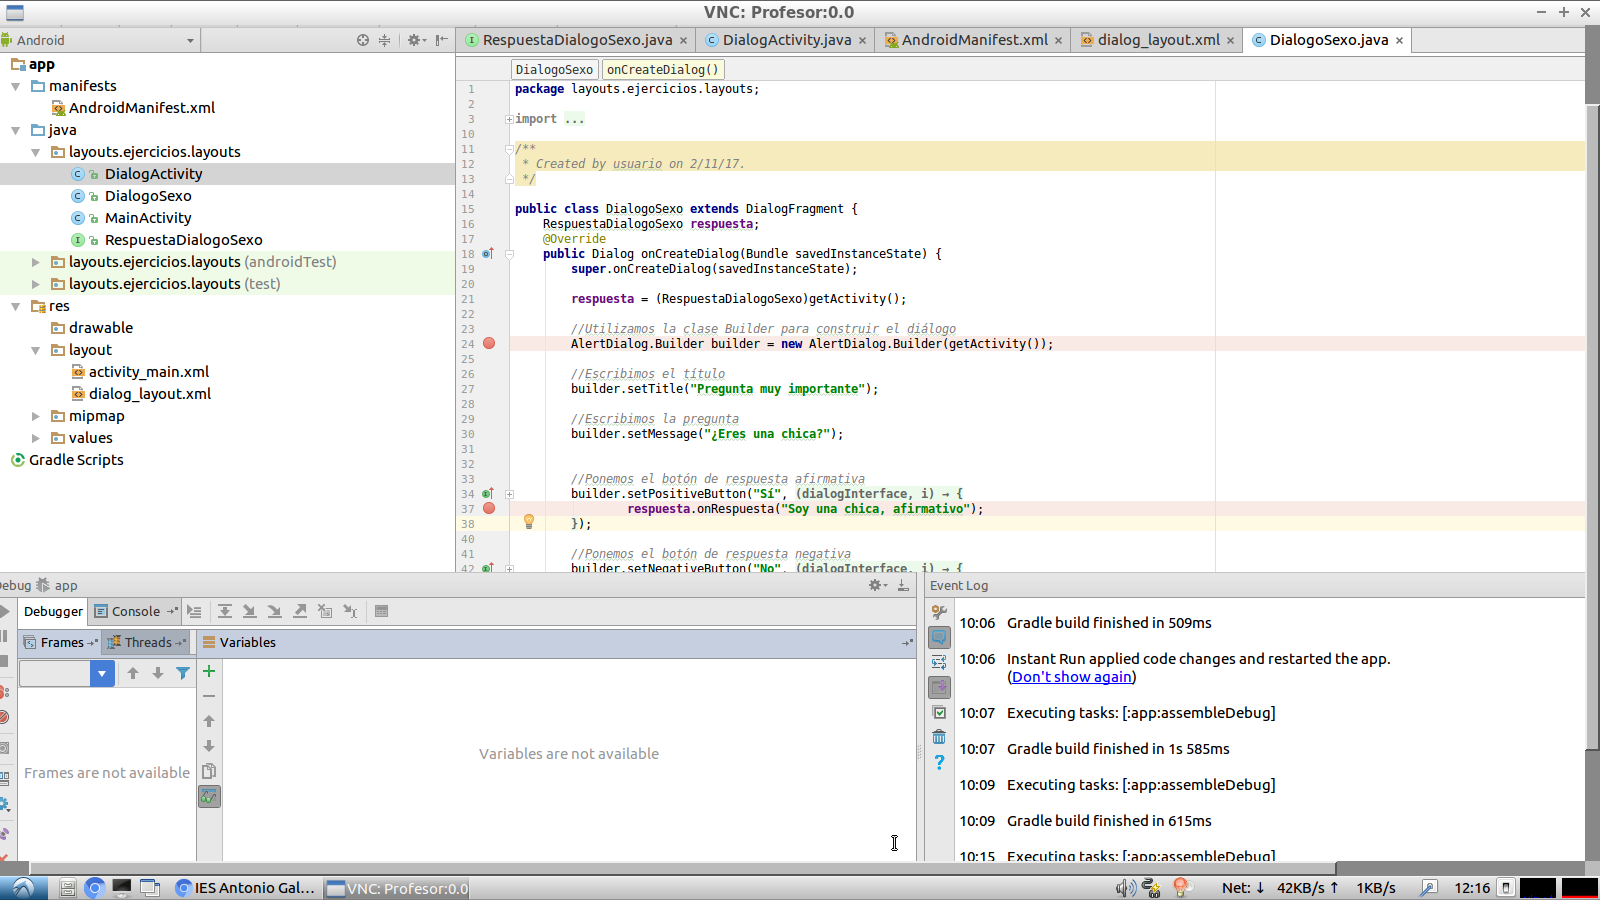 VNC: Profesor:0.0
Android
RespuestaDialogoSexo.java
DialogActivity.java
AndroidManifest.xml
dialog_layout.xml
DialogoSexo.java
app
manifests
AndroidManifest.xml
java
layouts.ejercicios.layouts
DialogActivity
DialogoSexo
MainActivity
RespuestaDialogoSexo
layouts.ejercicios.layouts (androidTest)
layouts.ejercicios.layouts (test)
res
drawable
layout
activity_main.xml
dialog_layout.xml
mipmap
values
Gradle Scripts
DialogoSexo onCreateDialog()
1 package layouts.ejercicios.layouts;
2
3 import ...
10
11 /**
12 * Created by usuario on 2/11/17.
13 */
14
15 public class DialogoSexo extends DialogFragment {
16 RespuestaDialogoSexo respuesta;
17 @Override
18 public Dialog onCreateDialog(Bundle savedInstanceState) {
19 super.onCreateDialog(savedInstanceState);
20
21 respuesta = (RespuestaDialogoSexo)getActivity();
22
23 //Utilizamos la clase Builder para construir el diálogo
24 AlertDialog.Builder builder = new AlertDialog.Builder(getActivity());
25
26 //Escribimos el título
27 builder.setTitle("Pregunta muy importante");
28
29 //Escribimos la pregunta
30 builder.setMessage("¿Eres una chica?");
31
32
33 //Ponemos el botón de respuesta afirmativa
34 builder.setPositiveButton("Sí", (dialogInterface, i) → {
37 respuesta.onRespuesta("Soy una chica, afirmativo");
38 });
40
41 //Ponemos el botón de respuesta negativa
42 builder.setNegativeButton("No", (dialogInterface, i) → {
ebug app
Debugger Console
Frames Threads Variables
Frames are not available
Variables are not available
Event Log
10:06 Gradle build finished in 509ms
10:06 Instant Run applied code changes and restarted the app.
(Don't show again)
10:07 Executing tasks: [:app:assembleDebug]
10:07 Gradle build finished in 1s 585ms
10:09 Executing tasks: [:app:assembleDebug]
10:09 Gradle build finished in 615ms
10:15 Executing tasks: [:app:assembleDebug]
IES Antonio Gal...
VNC: Profesor:0.0
Net: ↓ 42KB/s ↑ 1KB/s
12:16